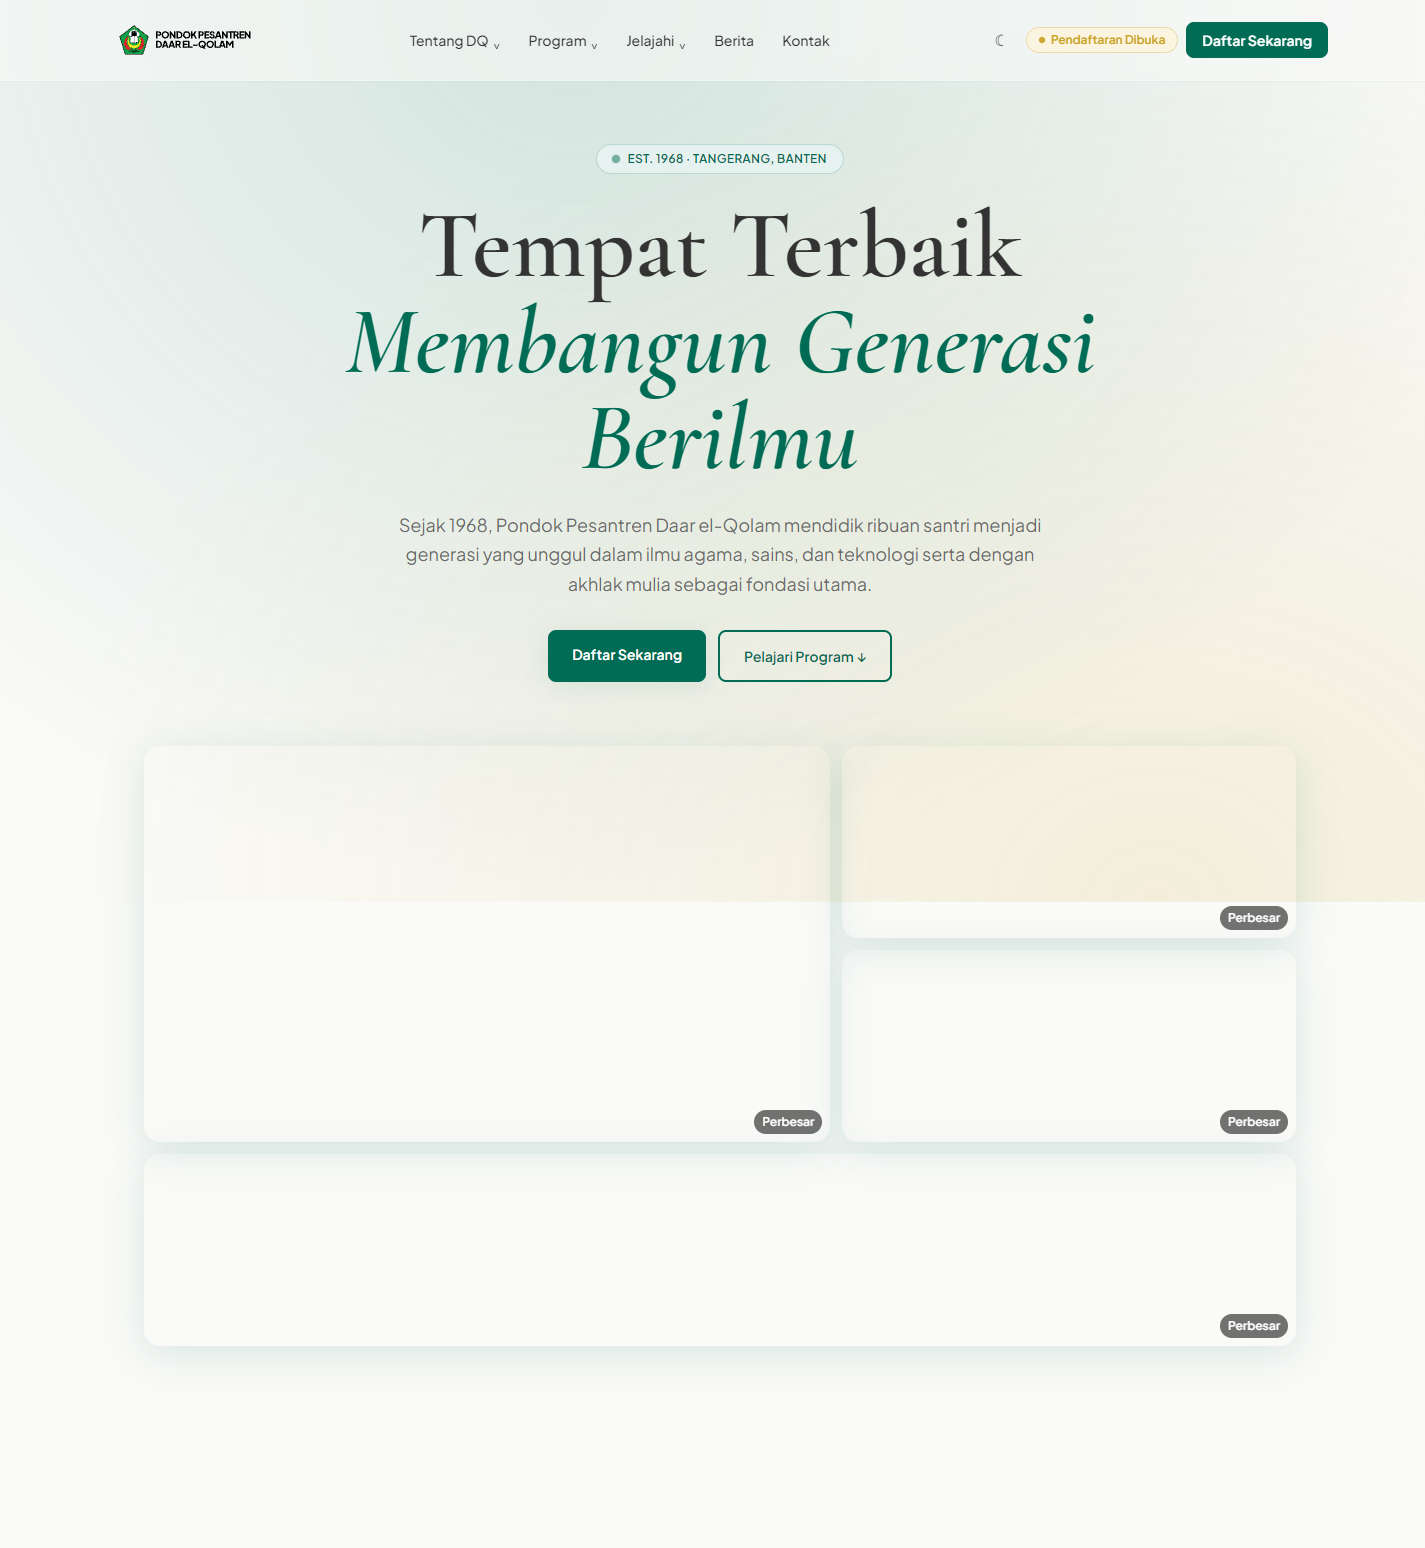 PONDOK PESANTREN
DAAR EL-QOLAM
Tentang DQ
Program
Jelajahi
Berita
Kontak
Pendaftaran Dibuka
Daftar Sekarang
EST. 1968 · TANGERANG, BANTEN
Tempat Terbaik
Membangun Generasi
Berilmu
Sejak 1968, Pondok Pesantren Daar el-Qolam mendidik ribuan santri menjadi
generasi yang unggul dalam ilmu agama, sains, dan teknologi serta dengan
akhlak mulia sebagai fondasi utama.
Daftar Sekarang
Pelajari Program ↓
Perbesar
Perbesar
Perbesar
Perbesar